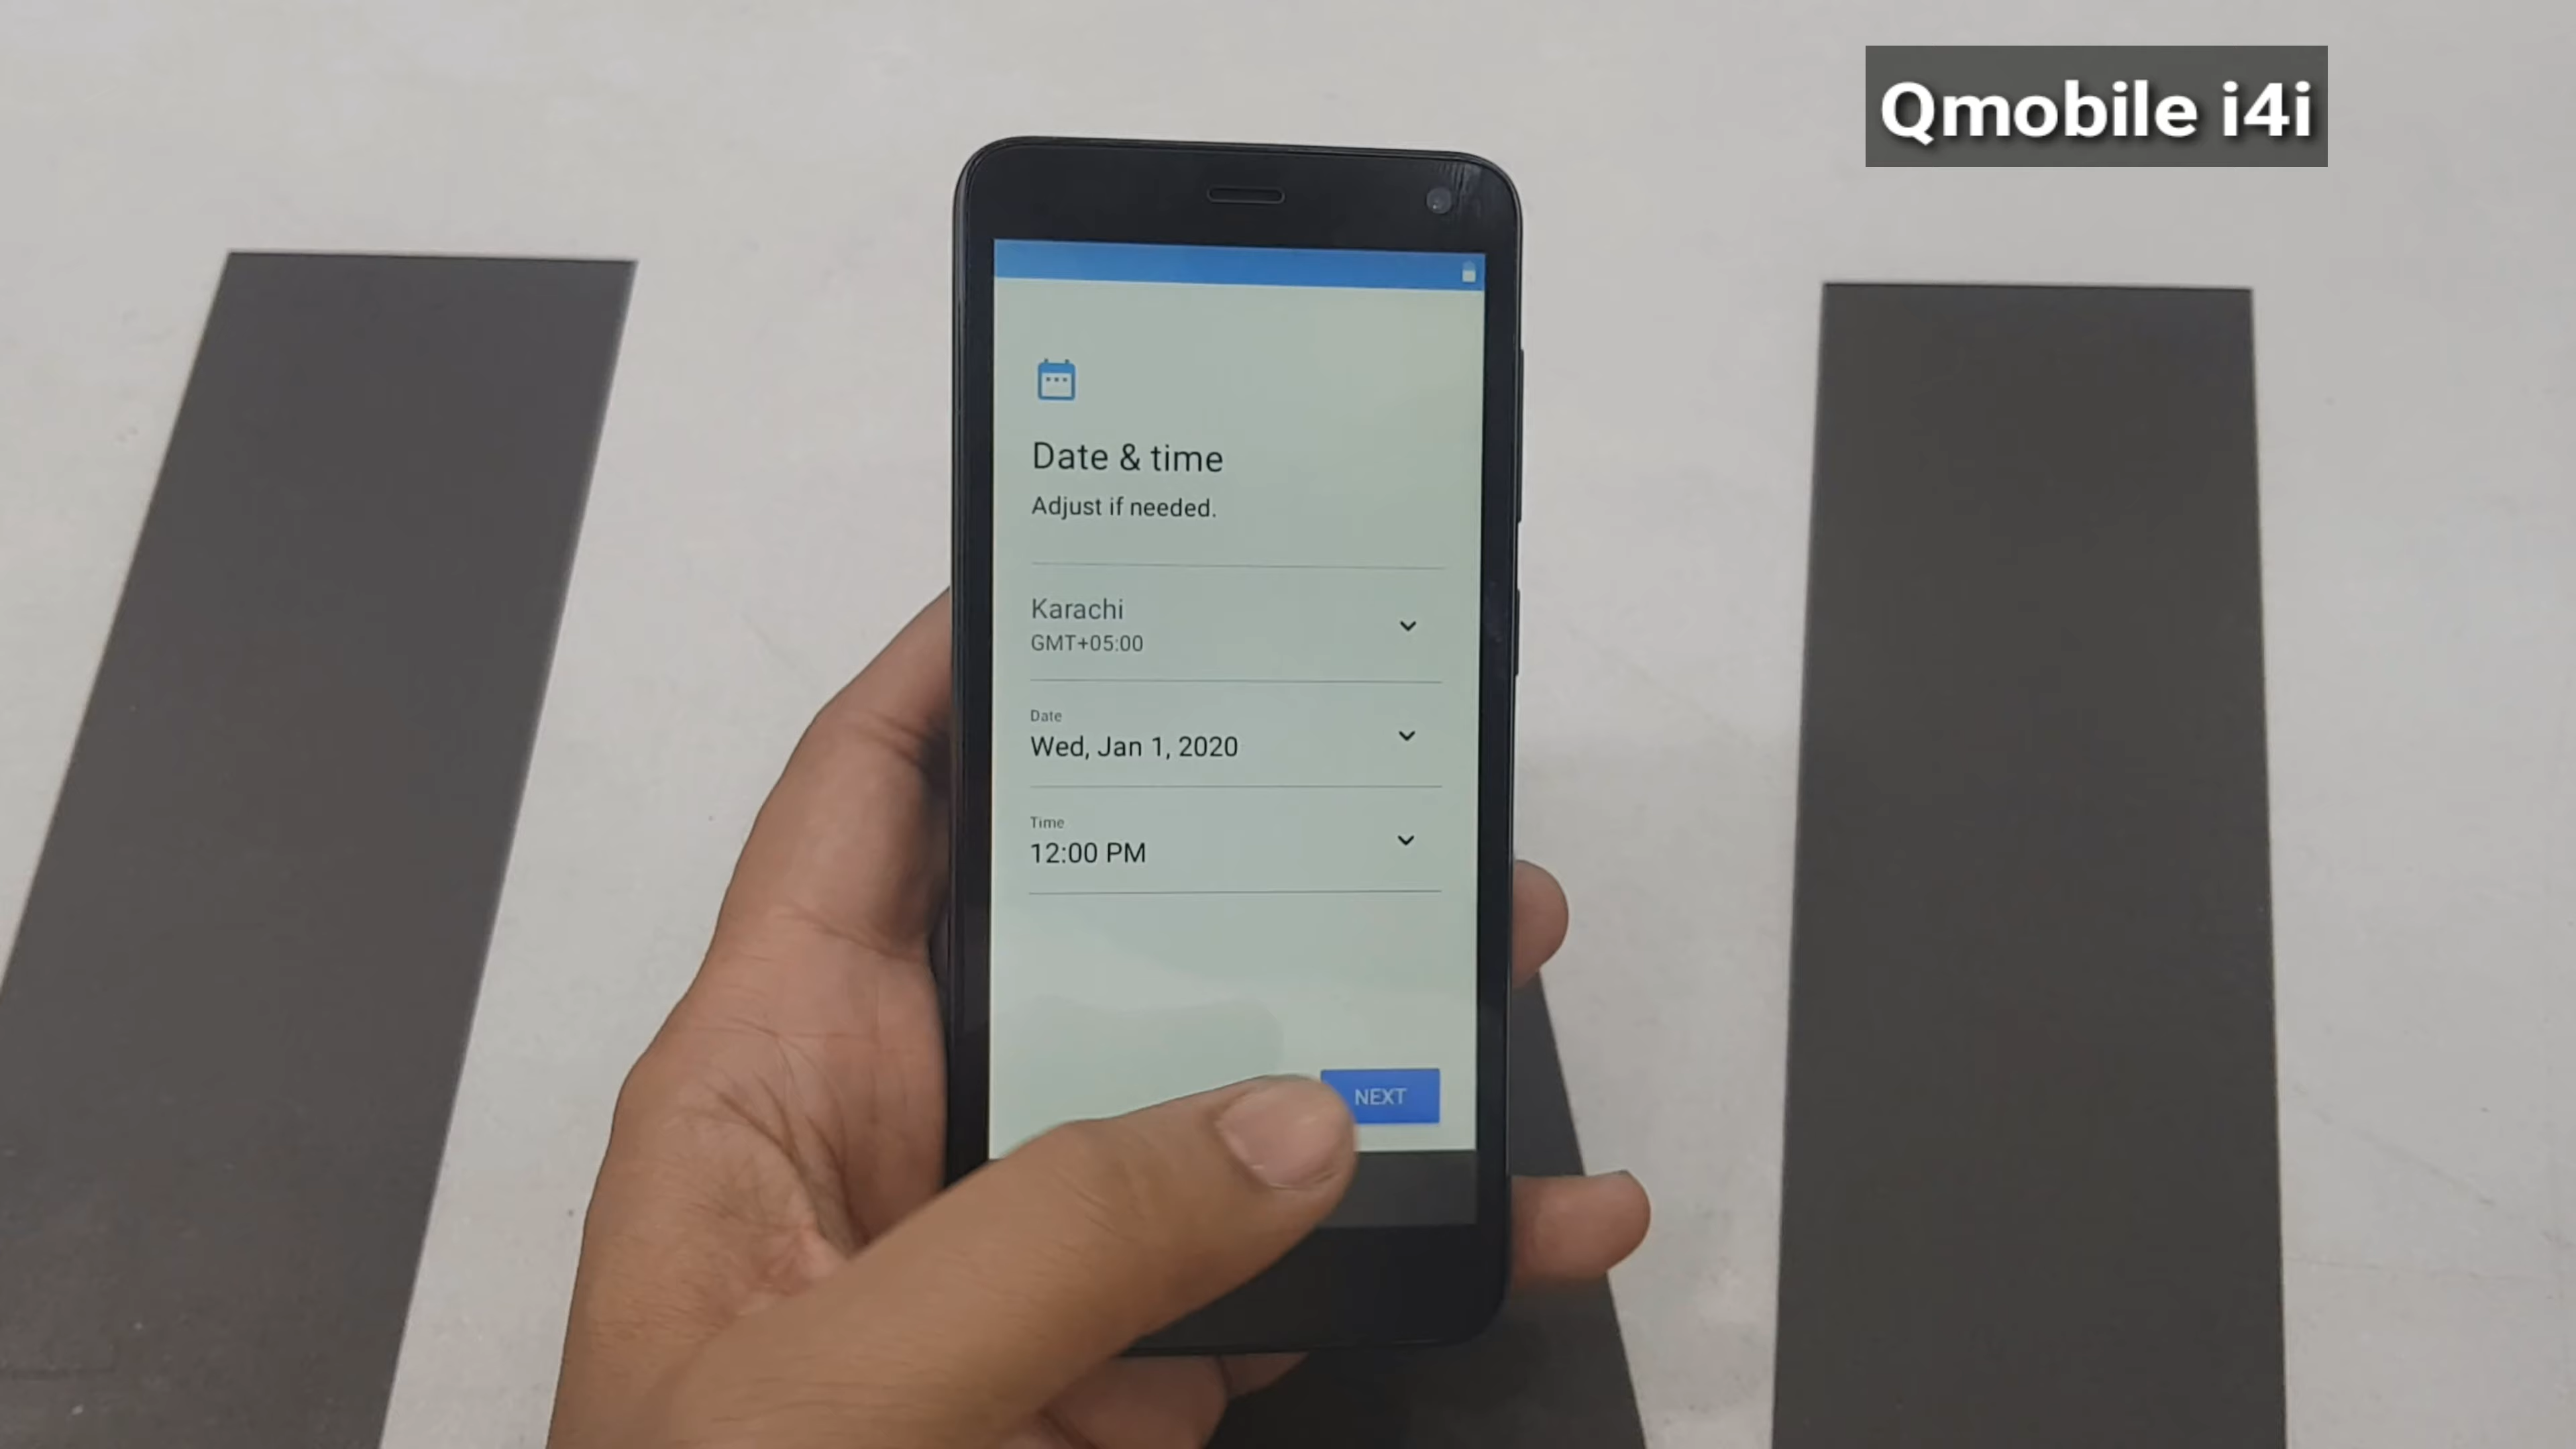 Qmobile i4i
Date & time
Adjust if needed.
Karachi
GMT+05:00
Date
Wed, Jan 1, 2020
Time
12:00 PM
NEXT